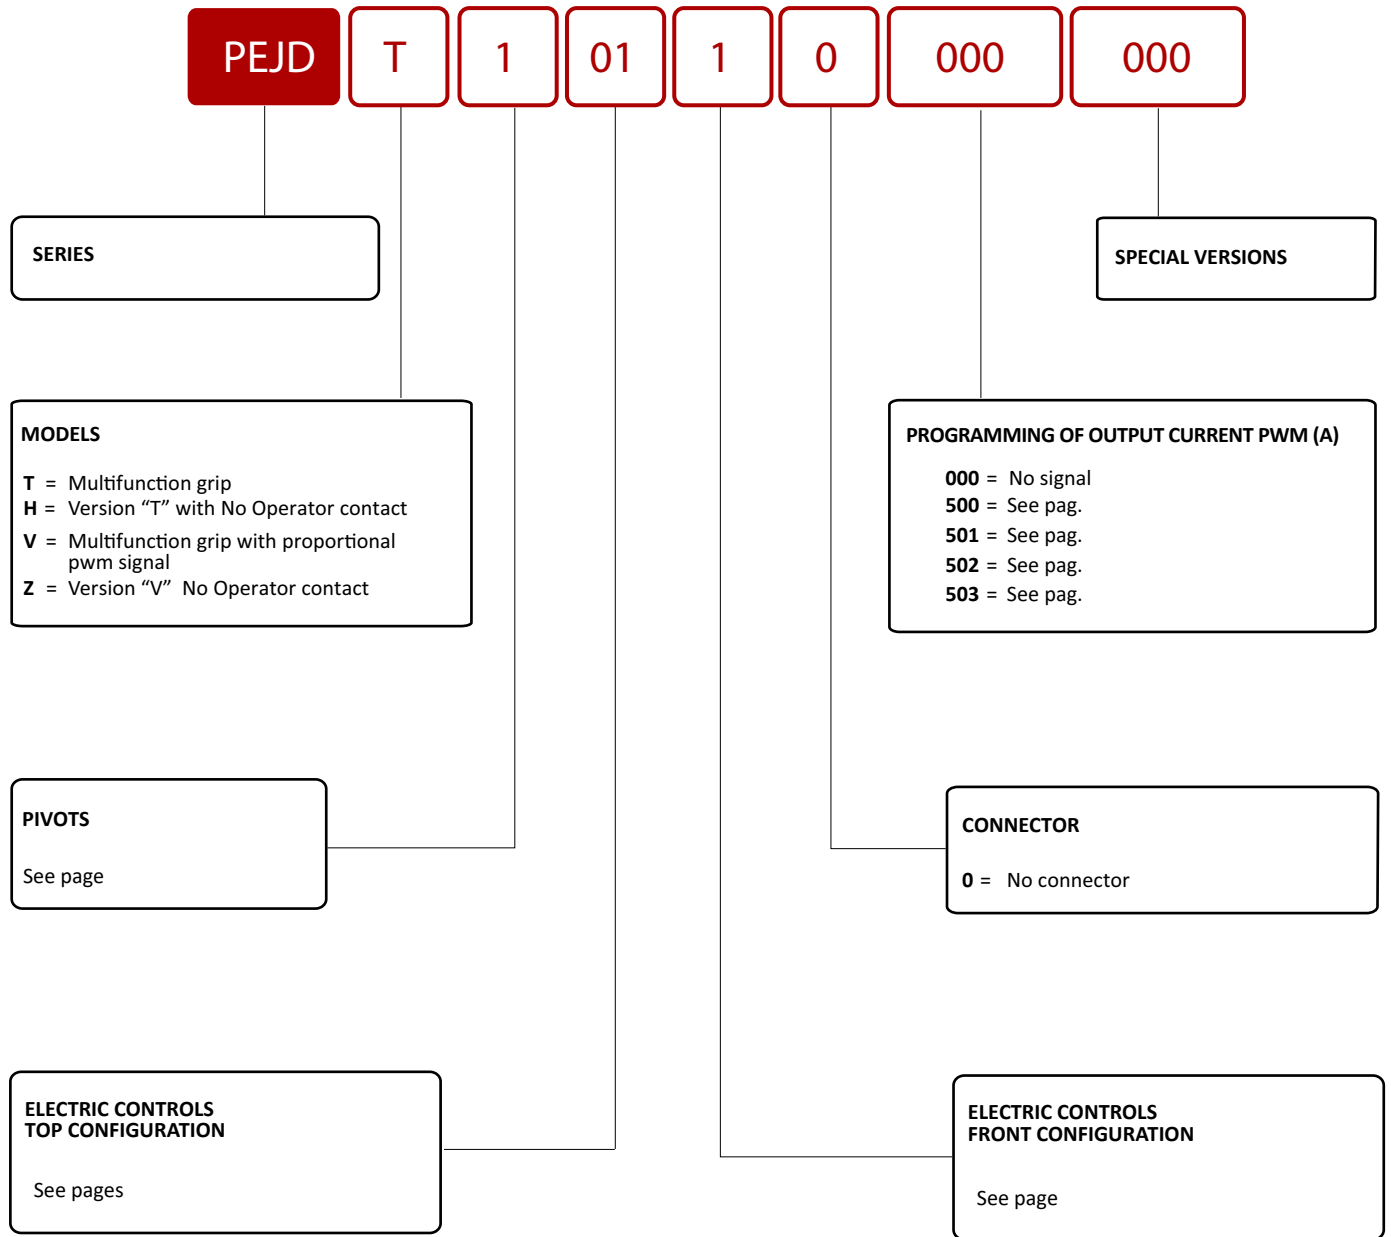 PEJD T 1 01 1 0 000 000
SERIES
SPECIAL VERSIONS
MODELS
T = Multifunction grip
H = Version “T” with No Operator contact
V = Multifunction grip with proportional
pwm signal
Z = Version “V” No Operator contact
PROGRAMMING OF OUTPUT CURRENT PWM (A)
000 = No signal
500 = See pag.
501 = See pag.
502 = See pag.
503 = See pag.
PIVOTS
See page
CONNECTOR
0 = No connector
ELECTRIC CONTROLS
TOP CONFIGURATION
See pages
ELECTRIC CONTROLS
FRONT CONFIGURATION
See page